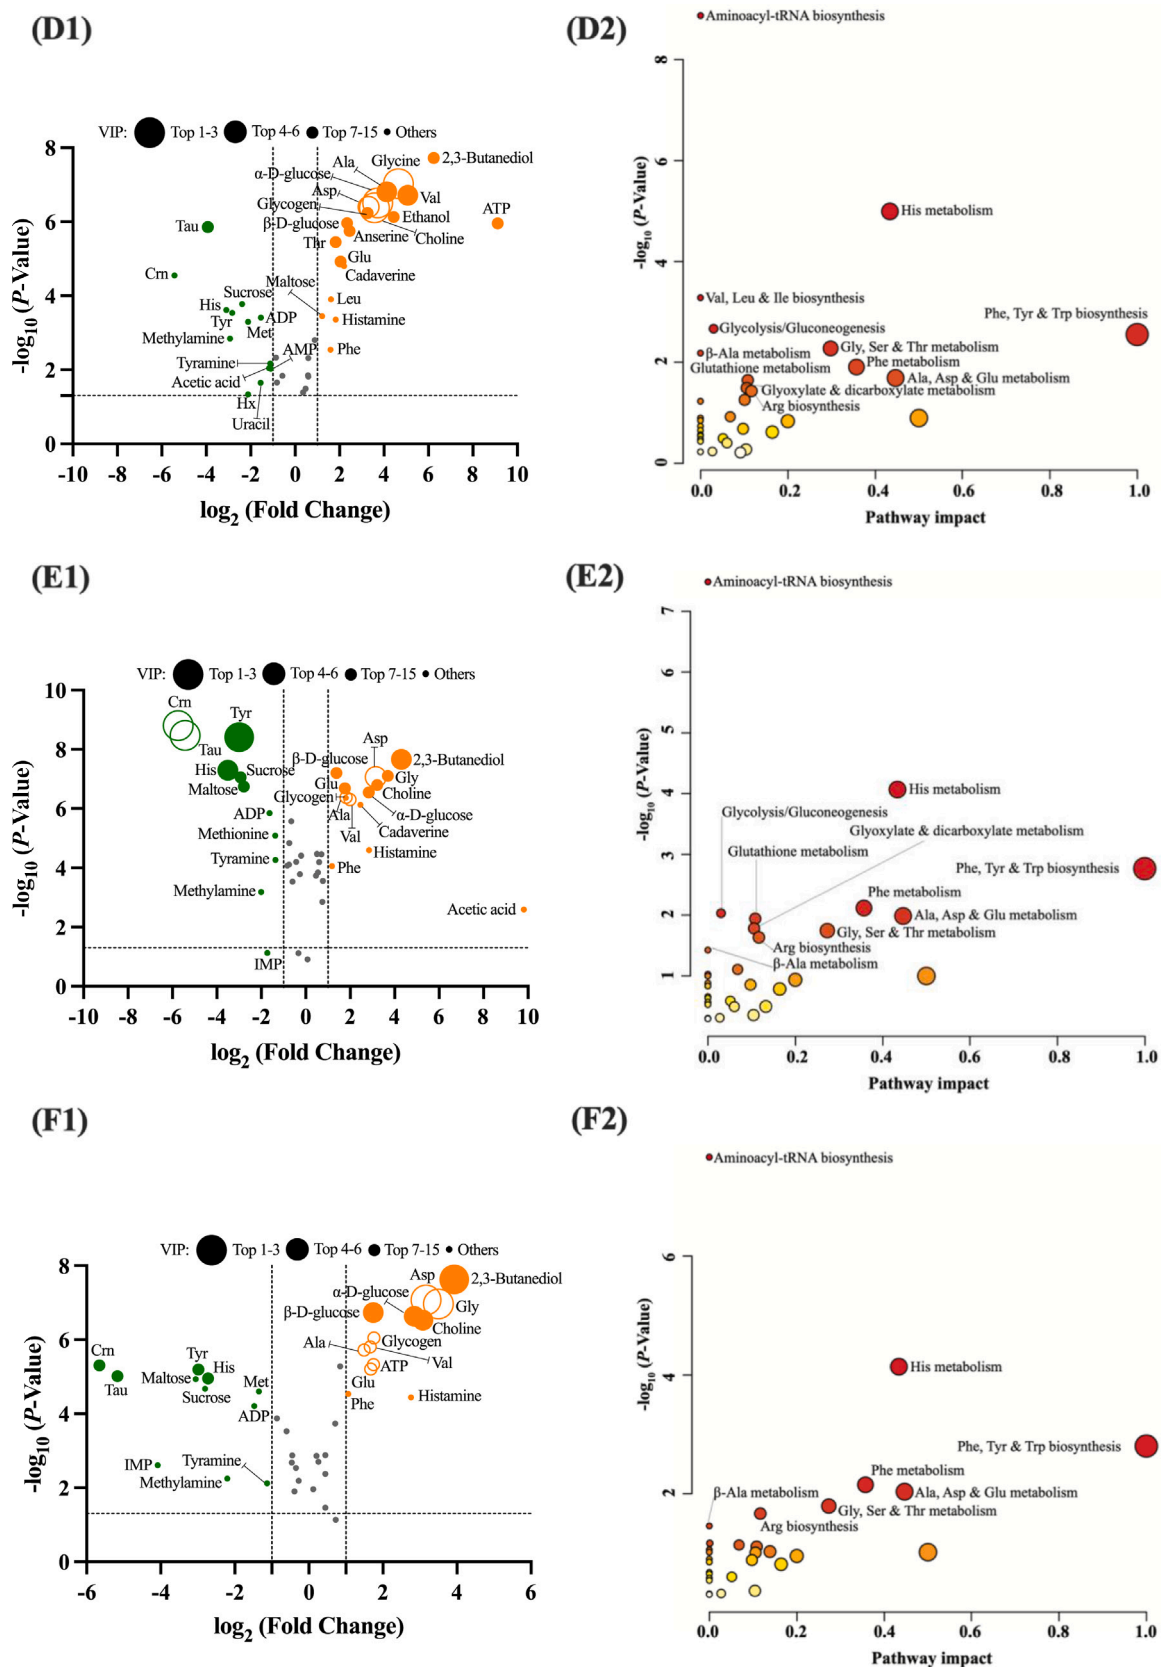 (D1)
VIP: Top 1-3 Top 4-6 Top 7-15 Others
8
6
4
2
0
-log10 (P-Value)
Ala
Glycine
2,3-Butanediol
α-D-glucose
Asp
Val
Glycogen
Ethanol
ATP
β-D-glucose
Anserine
Choline
Tau
Thr
Glu
Cadaverine
Crn
Maltose
Sucrose
Leu
His
ADP
Histamine
Tyr
Met
Methylamine
AMP
Phe
Tyramine
Acetic acid
Hx
Uracil
-10 -8 -6 -4 -2 0 2 4 6 8 10
log2 (Fold Change)
(D2)
Aminoacyl-tRNA biosynthesis
8
6
4
2
0
-log10 (P-Value)
His metabolism
Val, Leu & Ile biosynthesis
Phe, Tyr & Trp biosynthesis
Glycolysis/Gluconeogenesis
Gly, Ser & Thr metabolism
β-Ala metabolism
Phe metabolism
Glutathione metabolism
Ala, Asp & Glu metabolism
Glyoxylate & dicarboxylate metabolism
Arg biosynthesis
0.0 0.2 0.4 0.6 0.8 1.0
Pathway impact
(E1)
VIP: Top 1-3 Top 4-6 Top 7-15 Others
10
8
6
4
2
0
-log10 (P-Value)
Crn
Tyr
Asp
Tau
β-D-glucose
2,3-Butanediol
His
Sucrose
Gly
Maltose
Glu
Choline
Glycogen
ADP
Ala
α-D-glucose
Methionine
Val
Cadaverine
Tyramine
Histamine
Phe
Methylamine
Acetic acid
IMP
-10 -8 -6 -4 -2 0 2 4 6 8 10
log2 (Fold Change)
(E2)
Aminoacyl-tRNA biosynthesis
7
6
5
4
3
2
1
-log10 (P-Value)
His metabolism
Glycolysis/Gluconeogenesis
Glyoxylate & dicarboxylate metabolism
Glutathione metabolism
Phe, Tyr & Trp biosynthesis
Phe metabolism
Ala, Asp & Glu metabolism
Gly, Ser & Thr metabolism
Arg biosynthesis
β-Ala metabolism
0.0 0.2 0.4 0.6 0.8 1.0
Pathway impact
(F1)
VIP: Top 1-3 Top 4-6 Top 7-15 Others
8
6
4
2
0
-log10 (P-Value)
Asp
2,3-Butanediol
α-D-glucose
Gly
β-D-glucose
Choline
Ala
Glycogen
Crn
Tyr
His
Val
Maltose
ATP
Tau
Sucrose
Met
Glu
ADP
Phe
Histamine
IMP
Tyramine
Methylamine
-6 -4 -2 0 2 4 6
log2 (Fold Change)
(F2)
Aminoacyl-tRNA biosynthesis
6
4
2
-log10 (P-Value)
His metabolism
Phe, Tyr & Trp biosynthesis
Phe metabolism
β-Ala metabolism
Ala, Asp & Glu metabolism
Gly, Ser & Thr metabolism
Arg biosynthesis
0.0 0.2 0.4 0.6 0.8 1.0
Pathway impact